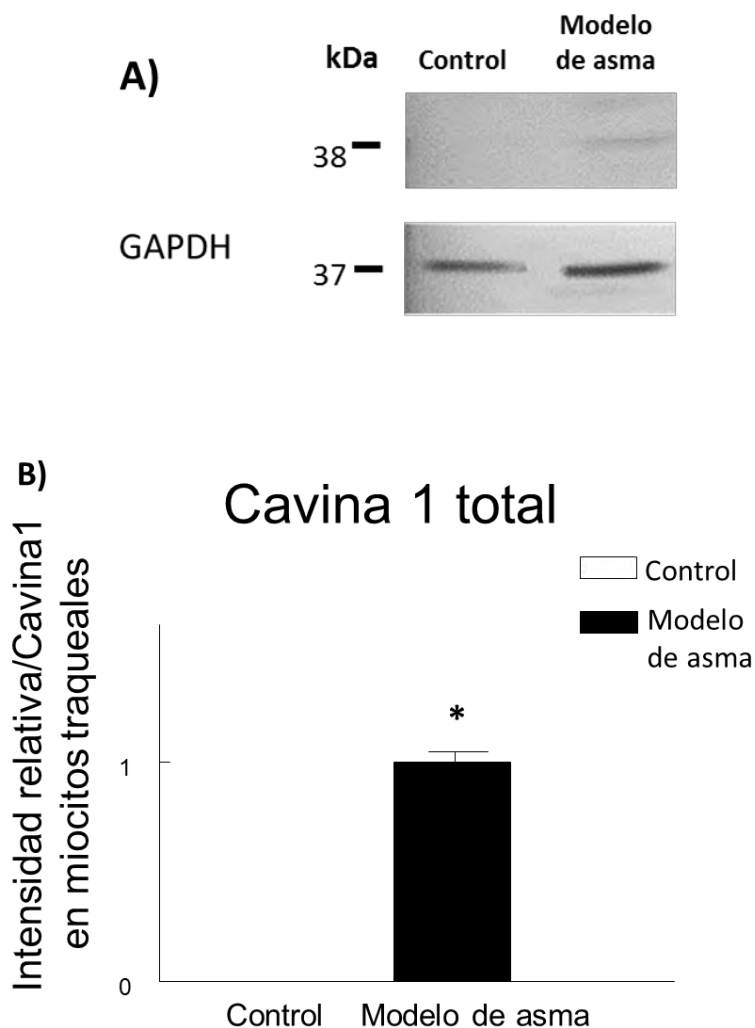 A)
kDa
Control
Modelo
de asma
38
GAPDH
37
B)
Cavina 1 total
Control
Modelo
de asma
Intensidad relativa/Cavina1
en miocitos traqueales
*
1
0
Control
Modelo de asma